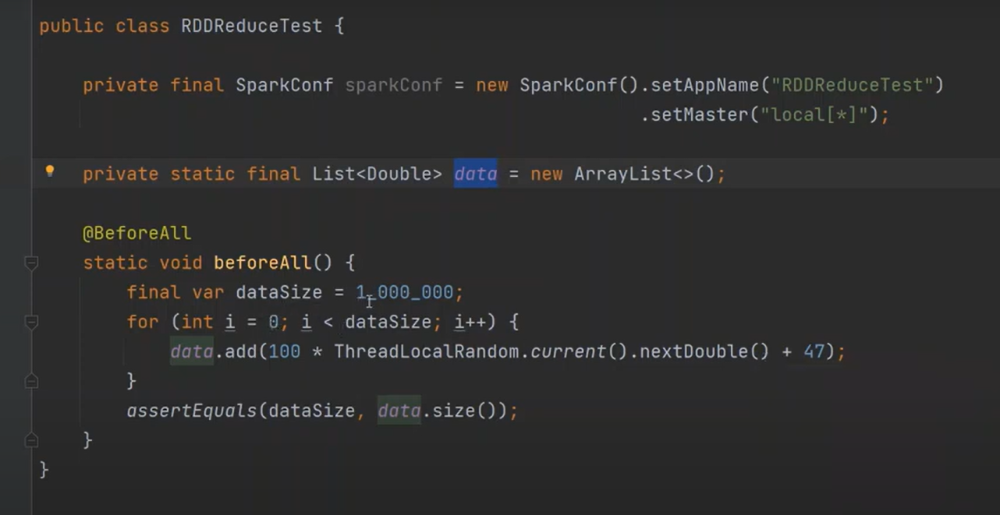 public class RDDReduceTest {
private final SparkConf sparkConf = new SparkConf().setAppName("RDDReduceTest")
.setMaster("local[*]");
private static final List<Double> data = new ArrayList<>();
@BeforeAll
static void beforeAll() {
final var dataSize = 1_000_000;
for (int i = 0; i < dataSize; i++) {
data.add(100 * ThreadLocalRandom.current().nextDouble() + 47);
}
assertEquals(dataSize, data.size());
}
}